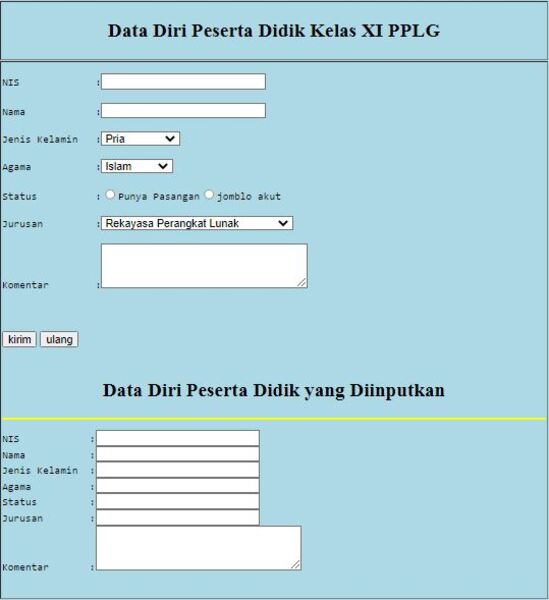 Data Diri Peserta Didik Kelas XI PPLG
NIS :
Nama :
Jenis Kelamin : Pria
Agama : Islam
Status : Punya Pasangan jomblo akut
Jurusan : Rekayasa Perangkat Lunak
Komentar :
kirim ulang
Data Diri Peserta Didik yang Diinputkan
NIS :
Nama :
Jenis Kelamin :
Agama :
Status :
Jurusan :
Komentar :